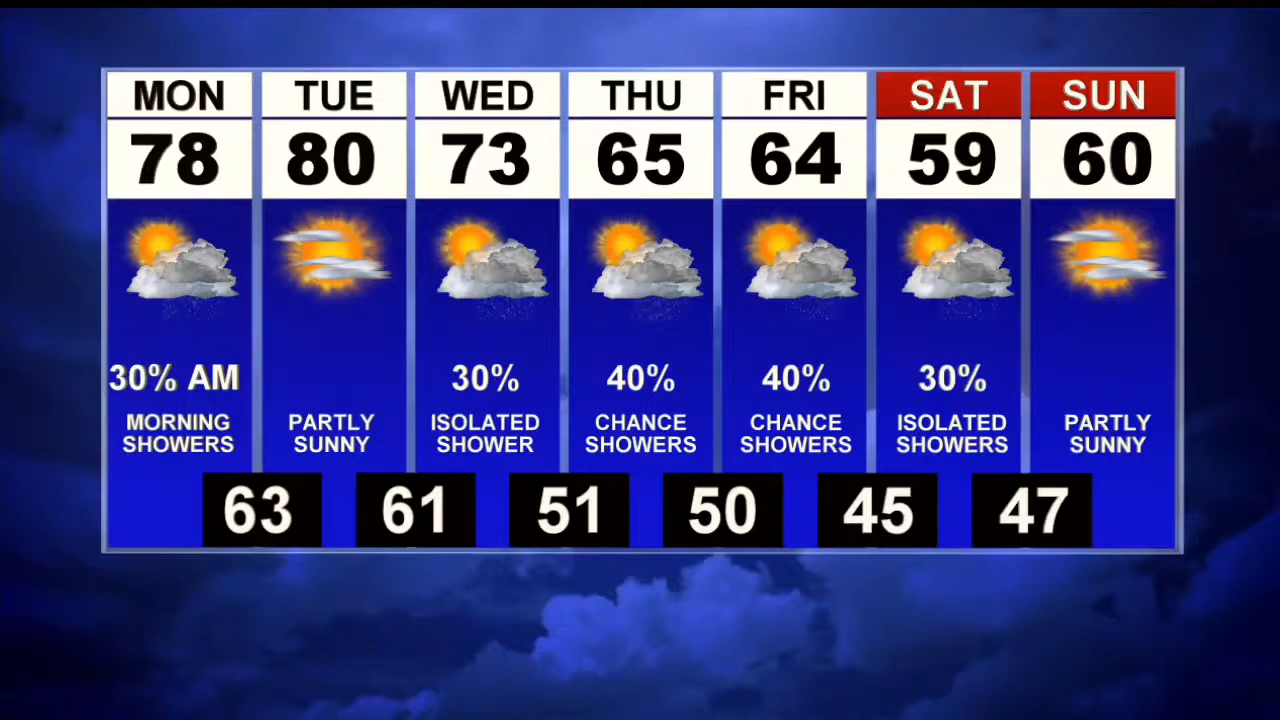 MON TUE WED THU FRI SAT SUN
78 80 73 65 64 59 60
30% AM 30% 40% 40% 30%
MORNING PARTLY ISOLATED CHANCE CHANCE ISOLATED PARTLY
SHOWERS SUNNY SHOWER SHOWERS SHOWERS SHOWERS SUNNY
63 61 51 50 45 47